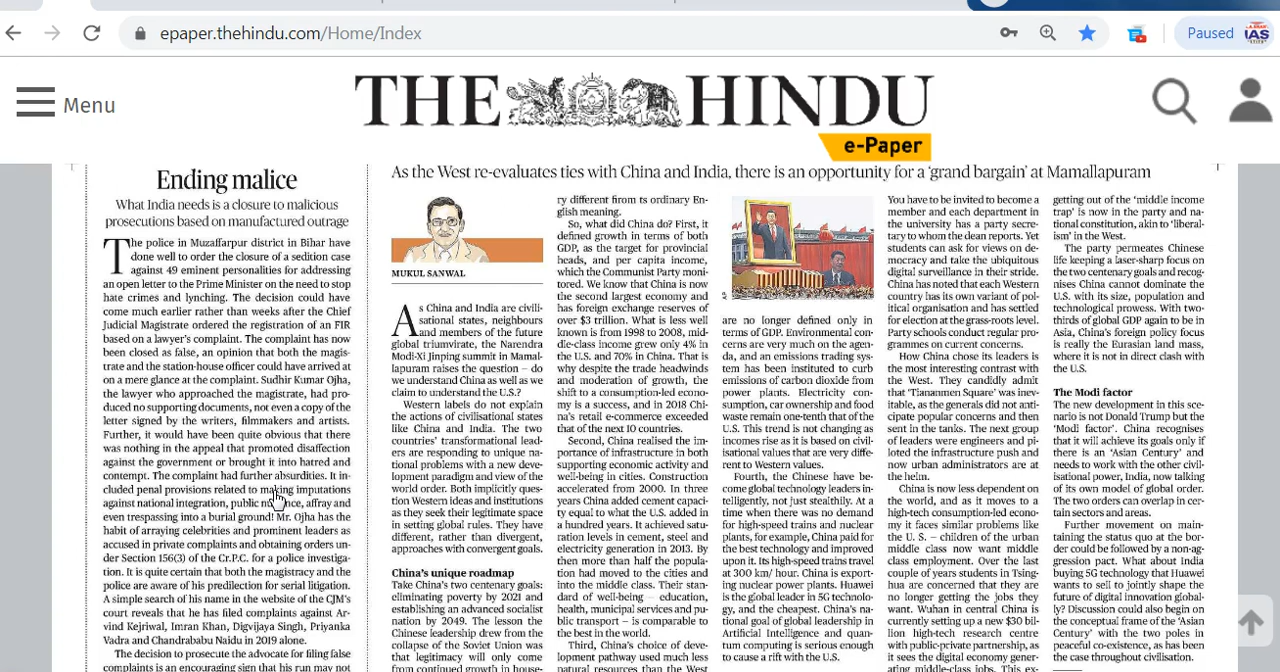 epaper.thehindu.com/Home/Index
Paused
IAS
Menu
THE HINDU
e-Paper
Ending malice
What India needs is a closure to malicious
prosecutions based on manufactured outrage
The police in Muzaffarpur district in Bihar have
done well to order the closure of a sedition case
against 49 eminent personalities for addressing
an open letter to the Prime Minister on the need to stop
hate crimes and lynching. The decision could have
come much earlier rather than weeks after the Chief
Judicial Magistrate ordered the registration of an FIR
based on a lawyer's complaint. The complaint has now
been closed as false, an opinion that both the magis-
trate and the station-house officer could have arrived at
on a mere glance at the complaint. Sudhir Kumar Ojha,
the lawyer who approached the magistrate, had pro-
duced no supporting documents, not even a copy of the
letter signed by the writers, filmmakers and artists.
Further, it would have been quite obvious that there
was nothing in the appeal that promoted disaffection
against the government or brought it into hatred and
contempt. The complaint had further absurdities. It in-
cluded penal provisions related to making imputations
against national integration, public nuisance, affray and
even trespassing into a burial ground! Mr. Ojha has the
habit of arraying celebrities and prominent leaders as
accused in private complaints and obtaining orders un-
der Section 156(3) of the Cr.P.C. for a police investiga-
tion. It is quite certain that both the magistracy and the
police are aware of his predilection for serial litigation.
A simple search of his name in the website of the CJM's
court reveals that he has filed complaints against Ar-
vind Kejriwal, Imran Khan, Digvijaya Singh, Priyanka
Vadra and Chandrababu Naidu in 2019 alone.
The decision to prosecute the advocate for filing false
complaints is an encouraging sign that his run may not
As the West re-evaluates ties with China and India, there is an opportunity for a 'grand bargain' at Mamallapuram
MUKUL SANWAL
As China and India are civili-
sational states, neighbours
and members of the future
global triumvirate, the Narendra
Modi-Xi Jinping summit in Mamal-
lapuram raises the question – do
we understand China as well as we
claim to understand the U.S.?
Western labels do not explain
the actions of civilisational states
like China and India. The two
countries' transformational lead-
ers are responding to unique na-
tional problems with a new deve-
lopment paradigm and view of the
world order. Both implicitly ques-
tion Western ideas and institutions
as they seek their legitimate space
in setting global rules. They have
different, rather than divergent,
approaches with convergent goals.
China's unique roadmap
Take China's two centenary goals:
eliminating poverty by 2021 and
establishing an advanced socialist
nation by 2049. The lesson the
Chinese leadership drew from the
collapse of the Soviet Union was
that legitimacy will only come
from continued growth in house-
ry different from its ordinary En-
glish meaning.
So, what did China do? First, it
defined growth in terms of both
GDP, as the target for provincial
heads, and per capita income,
which the Communist Party moni-
tored. We know that China is now
the second largest economy and
has foreign exchange reserves of
over $3 trillion. What is less well
known is from 1998 to 2008, mid-
dle-class income grew only 4% in
the U.S. and 70% in China. That is
why despite the trade headwinds
and moderation of growth, the
shift to a consumption-led econo-
my is a success, and in 2018 Chi-
na's retail e-commerce exceeded
that of the next 10 countries.
Second, China realised the im-
portance of infrastructure in both
supporting economic activity and
well-being in cities. Construction
accelerated from 2000. In three
years China added cement capaci-
ty equal to what the U.S. added in
a hundred years. It achieved satu-
ration levels in cement, steel and
electricity generation in 2013. By
then more than half the popula-
tion had moved to the cities and
into the middle class. Their stan-
dard of well-being – education,
health, municipal services and pu-
blic transport – is comparable to
the best in the world.
Third, China's choice of deve-
lopment pathway used much less
natural resources than the West
are no longer defined only in
terms of GDP. Environmental con-
cerns are very much on the agen-
da, and an emissions trading sys-
tem has been instituted to curb
emissions of carbon dioxide from
power plants. Electricity con-
sumption, car ownership and food
waste remain one-tenth that of the
U.S. This trend is not changing as
incomes rise as it is based on civil-
isational values that are very diffe-
rent to Western values.
Fourth, the Chinese have be-
come global technology leaders in-
telligently, not just stealthily. At a
time when there was no demand
for high-speed trains and nuclear
plants, for example, China paid for
the best technology and improved
upon it. Its high-speed trains travel
at 300 km/ hour. China is export-
ing nuclear power plants. Huawei
is the global leader in 5G technolo-
gy, and the cheapest. China's na-
tional goal of global leadership in
Artificial Intelligence and quan-
tum computing is serious enough
to cause a rift with the U.S.
You have to be invited to become a
member and each department in
the university has a party secre-
tary to whom the dean reports. Yet
students can ask for views on de-
mocracy and take the ubiquitous
digital surveillance in their stride.
China has noted that each Western
country has its own variant of pol-
itical organisation and has settled
for election at the grass-roots level.
Party schools conduct regular pro-
grammes on current concerns.
How China chose its leaders is
the most interesting contrast with
the West. They candidly admit
that 'Tiananmen Square' was inev-
itable, as the generals did not anti-
cipate popular concerns and then
sent in the tanks. The next group
of leaders were engineers and pi-
loted the infrastructure push and
now urban administrators are at
the helm.
China is now less dependent on
the world, and as it moves to a
high-tech consumption-led econo-
my it faces similar problems like
the U. S. – children of the urban
middle class now want middle
class employment. Over the last
couple of years students in Tsing-
hua are concerned that they are
no longer getting the jobs they
want. Wuhan in central China is
currently setting up a new $30 bil-
lion high-tech research centre
with public-private partnership, as
it sees the digital economy gener-
ating middle-class jobs. This ex-
getting out of the 'middle income
trap' is now in the party and na-
tional constitution, akin to 'liberal-
ism' in the West.
The party permeates Chinese
life keeping a laser-sharp focus on
the two centenary goals and recog-
nises China cannot dominate the
U.S. with its size, population and
technological prowess. With two-
thirds of global GDP again to be in
Asia, China's foreign policy focus
is really the Eurasian land mass,
where it is not in direct clash with
the U.S.
The Modi factor
The new development in this sce-
nario is not Donald Trump but the
'Modi factor'. China recognises
that it will achieve its goals only if
there is an 'Asian Century' and
needs to work with the other civil-
isational power, India, now talking
of its own model of global order.
The two orders can overlap in cer-
tain sectors and areas.
Further movement on main-
taining the status quo at the bor-
der could be followed by a non-ag-
gression pact. What about India
buying 5G technology that Huawei
wants to sell to jointly shape the
future of digital innovation global-
ly? Discussion could also begin on
the conceptual frame of the 'Asian
Century' with the two poles in
peaceful co-existence, as has been
the case throughout civilisation.